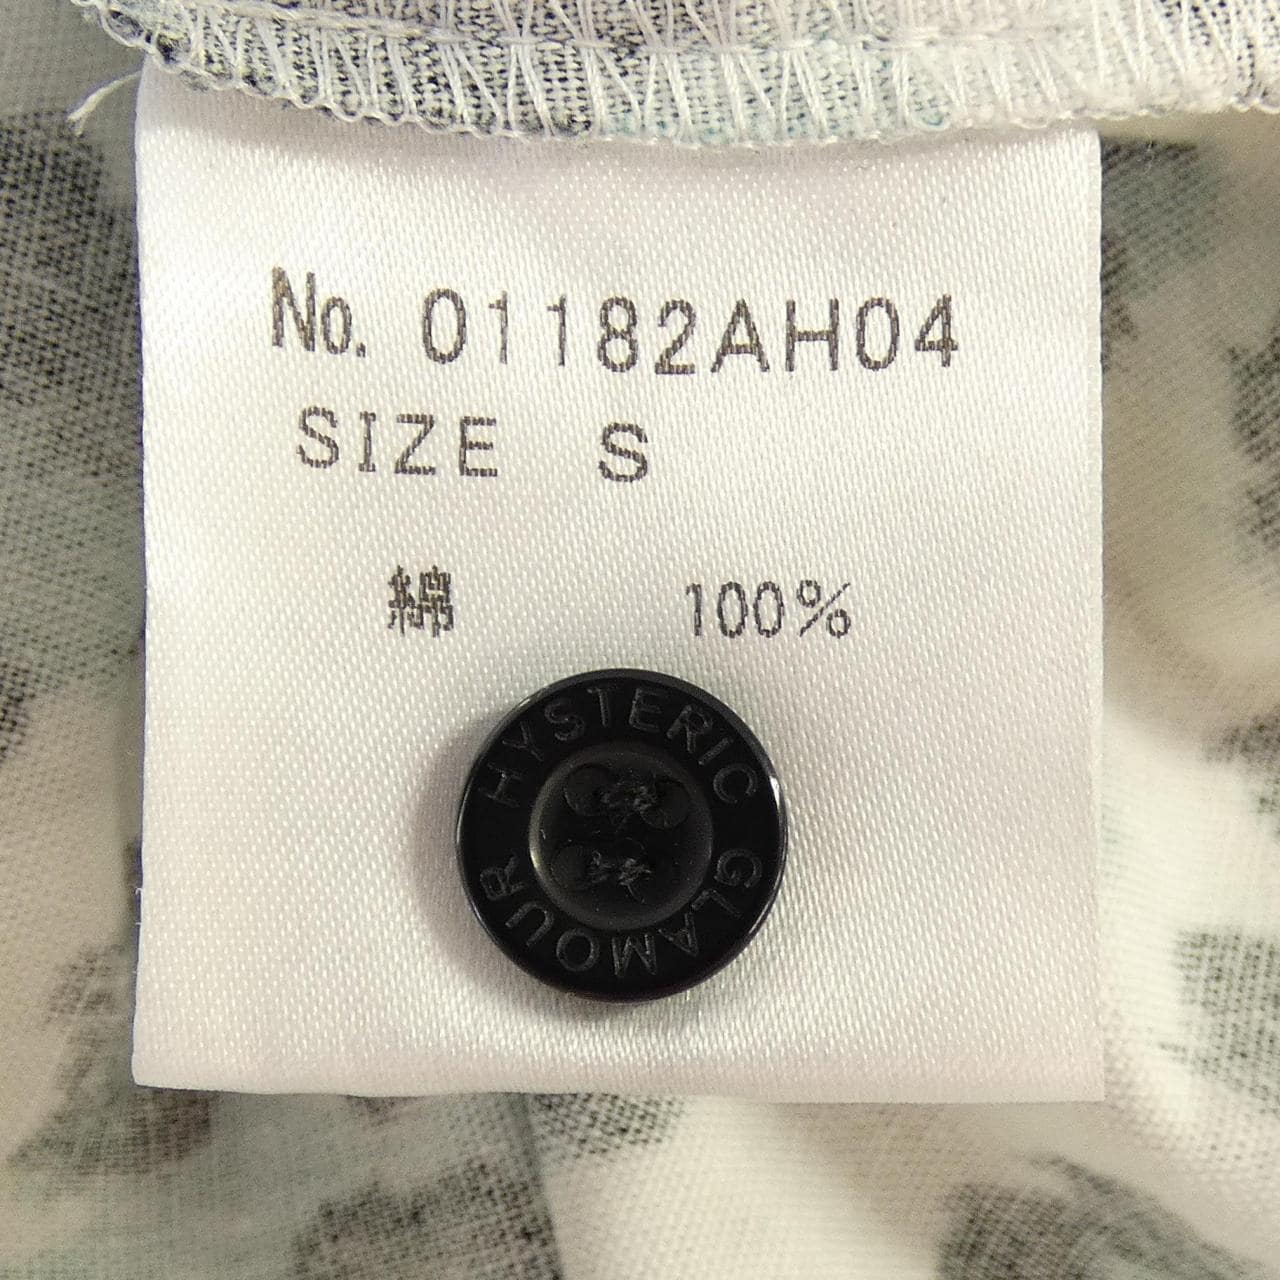 No. 01182AH04
SIZE S
綿 100%
HYSTERIC GLAMOUR